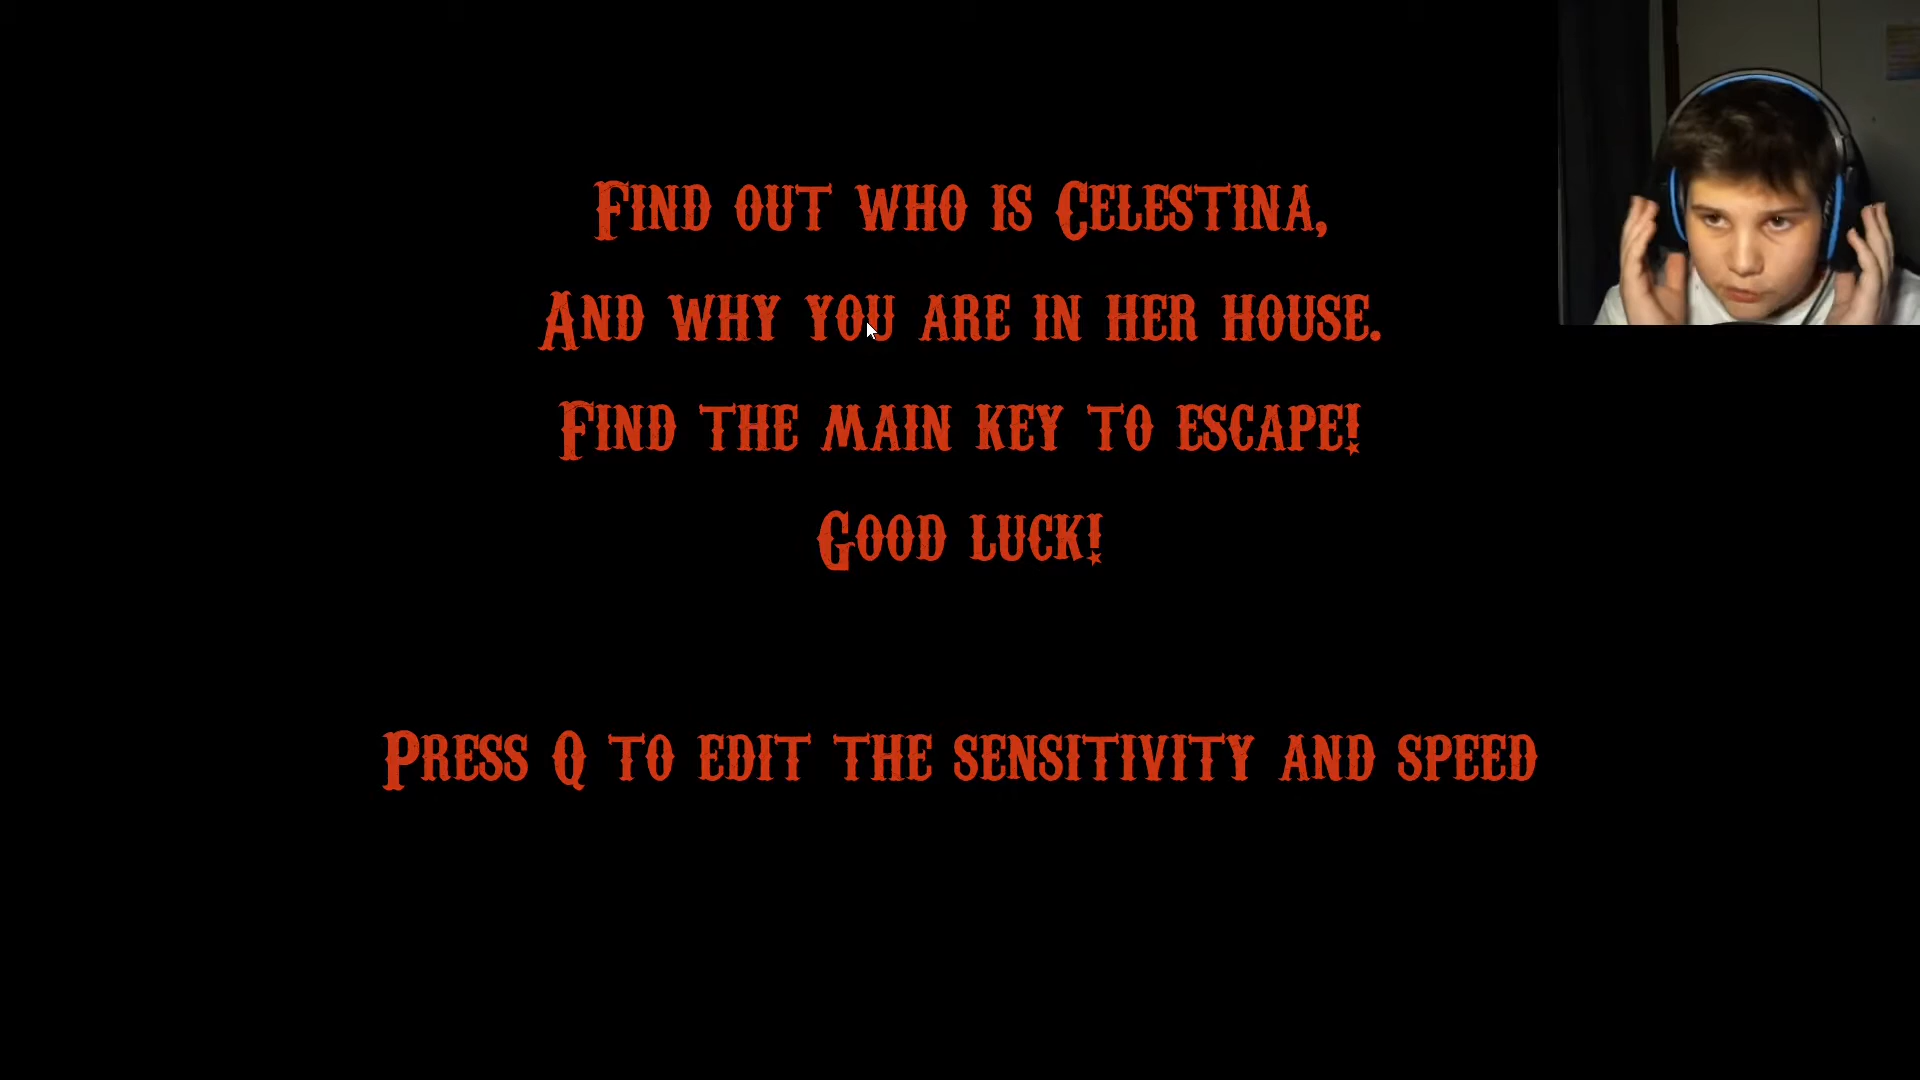 Find out who is Celestina,
And why you are in her house.
Find the main key to escape!
Good luck!
Press Q to edit the sensitivity and speed